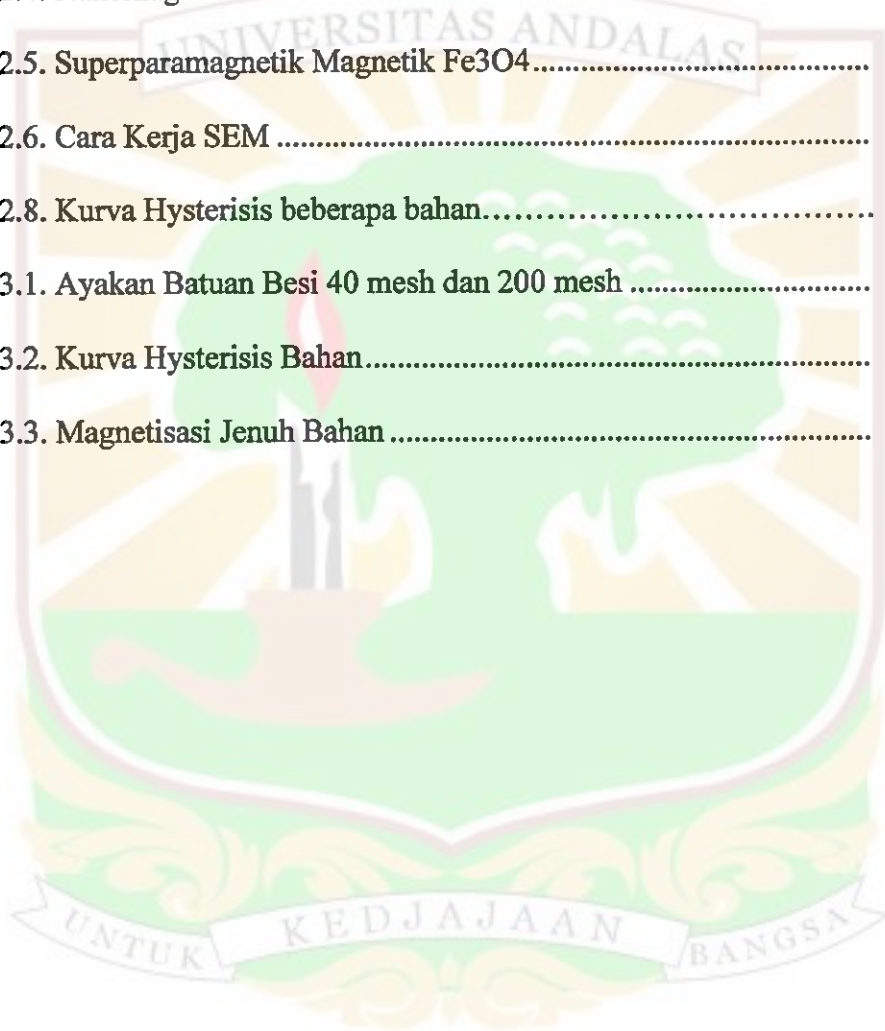 UNIVERSITAS ANDALAS
2.5. Superparamagnetik Magnetik Fe3O4..........................................
2.6. Cara Kerja SEM ........................................................................
2.8. Kurva Hysterisis beberapa bahan......................................
3.1. Ayakan Batuan Besi 40 mesh dan 200 mesh ..............................
3.2. Kurva Hysterisis Bahan................................................................
3.3. Magnetisasi Jenuh Bahan .............................................................
UNTUK KEDJAJAAN BANGSA